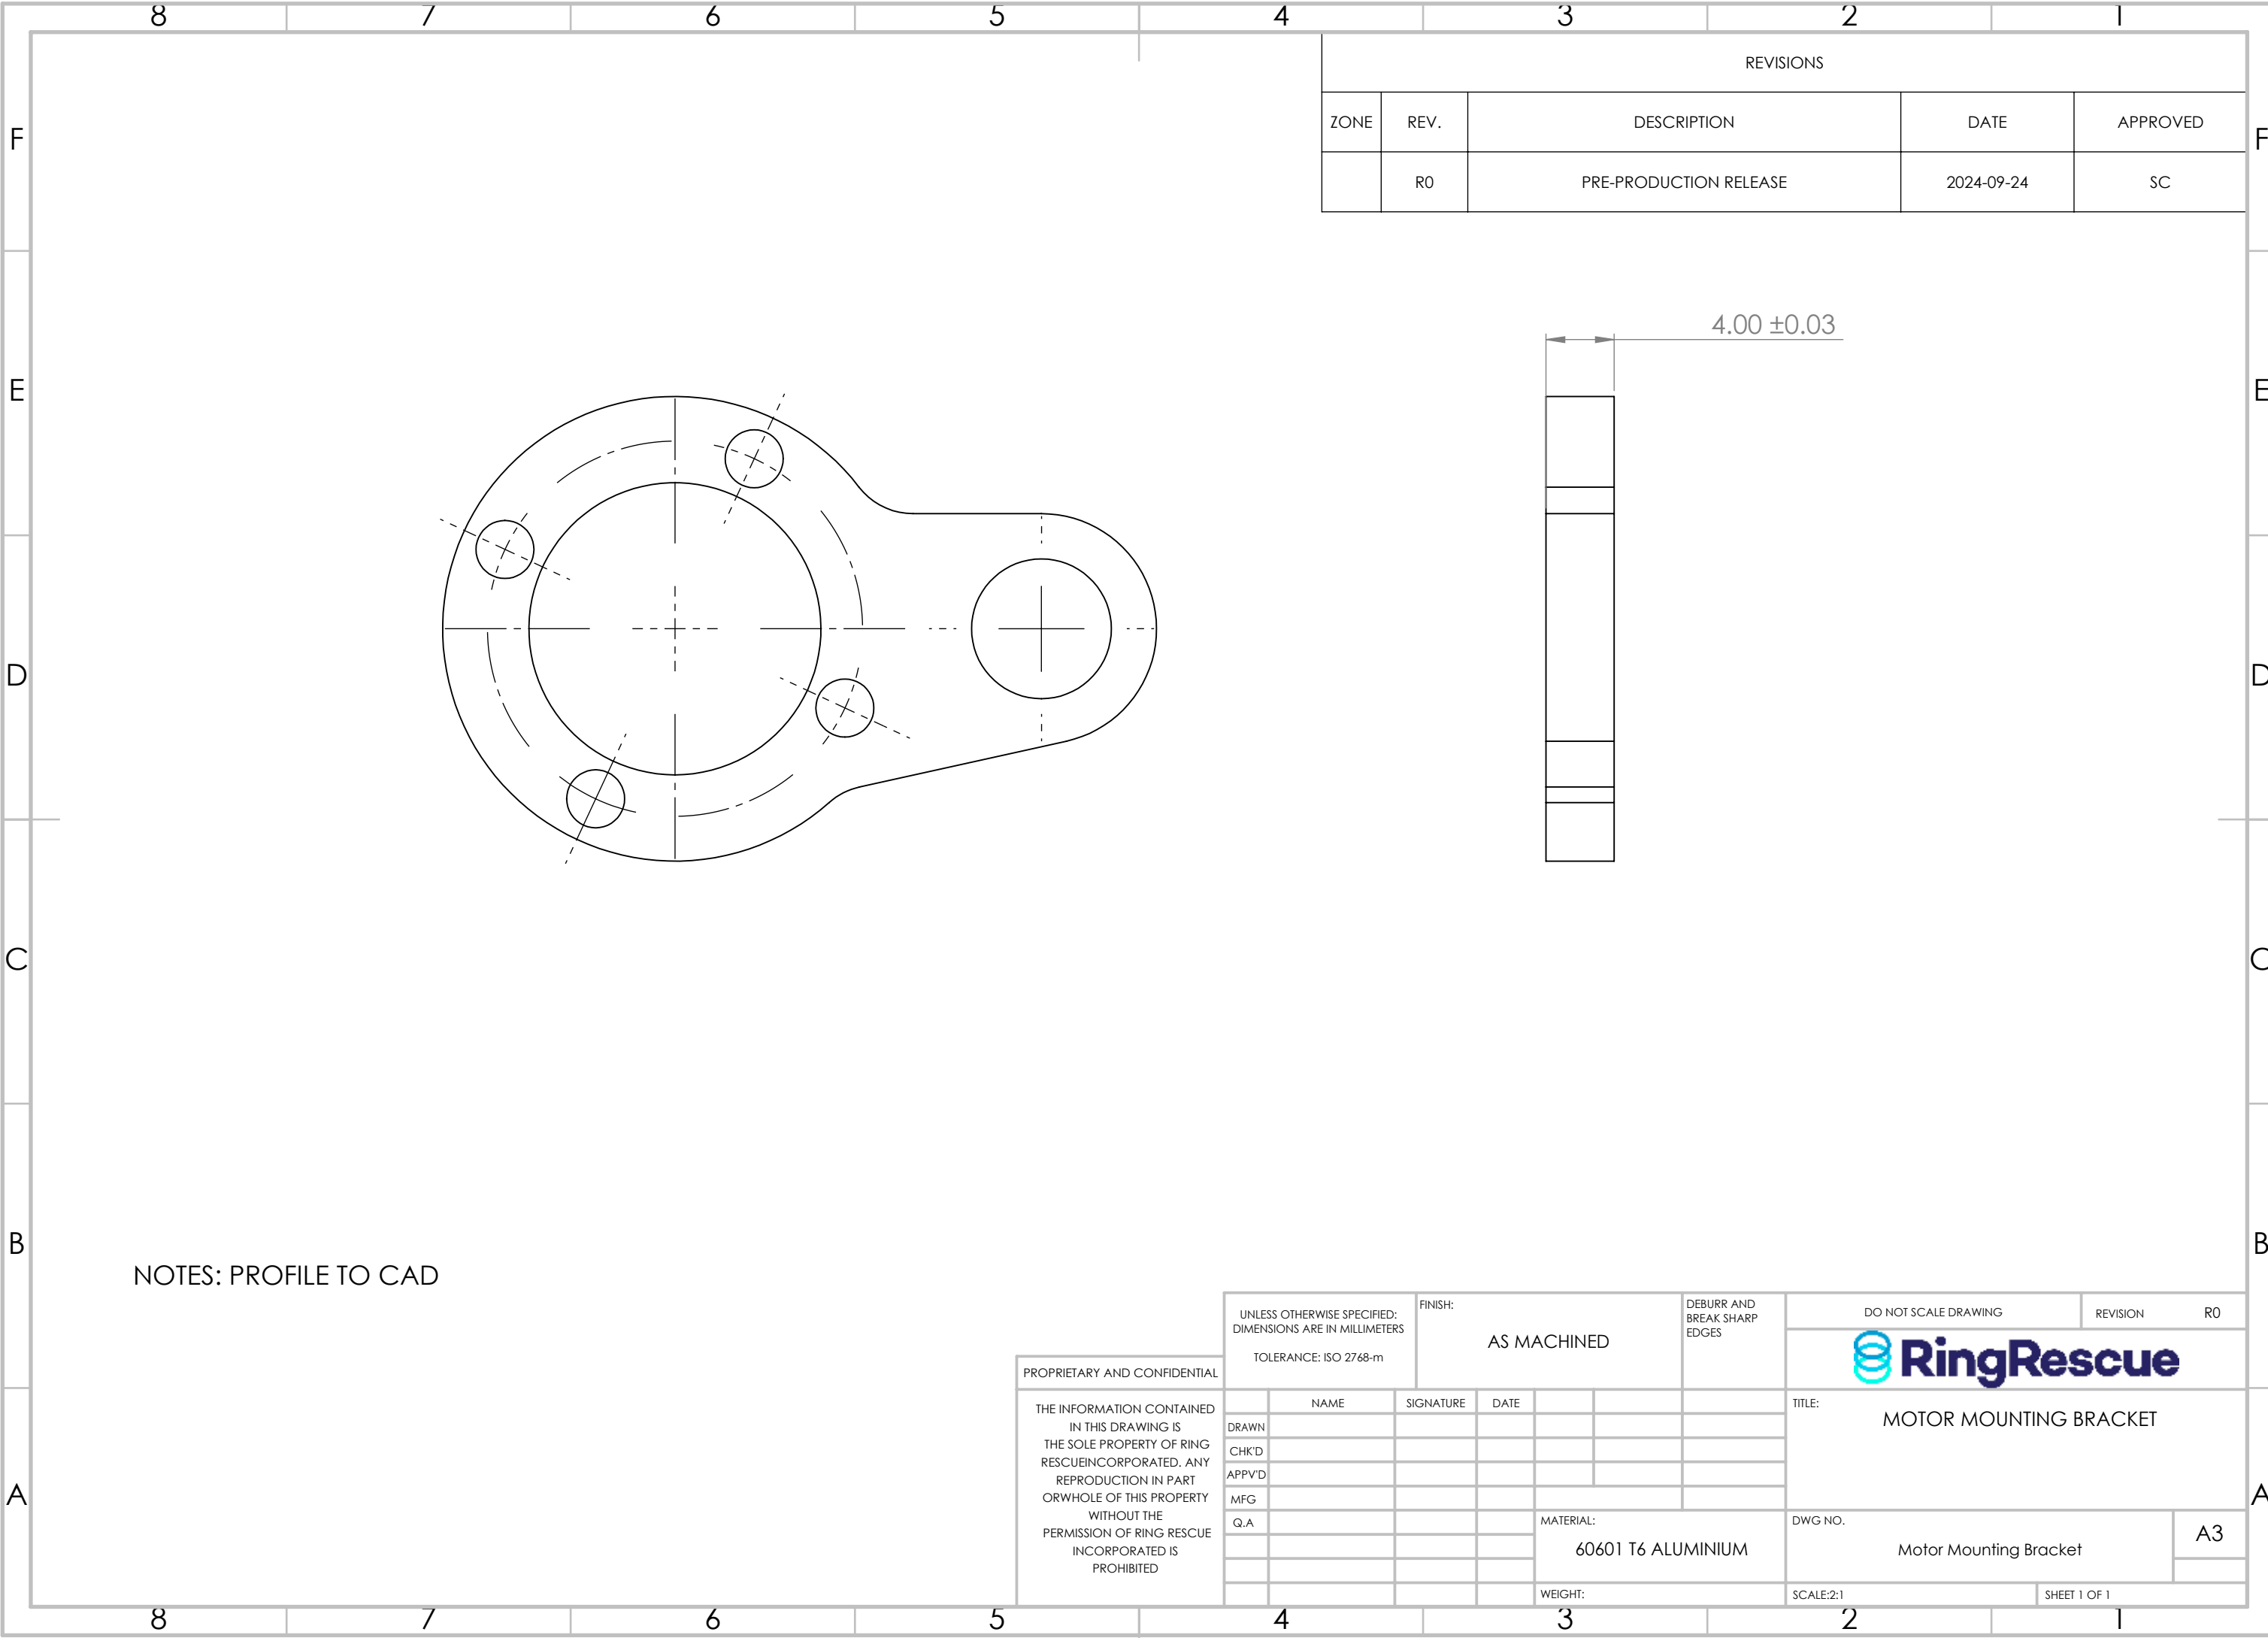 8 7 6 5 4 3 2 1
REVISIONS
ZONE REV. DESCRIPTION DATE APPROVED
R0 PRE-PRODUCTION RELEASE 2024-09-24 SC
F F
4.00 ±0.03
E E
D D
C C
B B
NOTES: PROFILE TO CAD
UNLESS OTHERWISE SPECIFIED:
DIMENSIONS ARE IN MILLIMETERS
TOLERANCE: ISO 2768-m
FINISH:
AS MACHINED
DEBURR AND
BREAK SHARP
EDGES
DO NOT SCALE DRAWING
REVISION R0
RingRescue
PROPRIETARY AND CONFIDENTIAL
THE INFORMATION CONTAINED
IN THIS DRAWING IS
THE SOLE PROPERTY OF RING
RESCUEINCORPORATED. ANY
REPRODUCTION IN PART
ORWHOLE OF THIS PROPERTY
WITHOUT THE
PERMISSION OF RING RESCUE
INCORPORATED IS
PROHIBITED
NAME SIGNATURE DATE
DRAWN
CHK'D
APPV'D
MFG
Q.A
TITLE:
MOTOR MOUNTING BRACKET
A A
MATERIAL:
60601 T6 ALUMINIUM
DWG NO.
Motor Mounting Bracket
A3
WEIGHT:
SCALE:2:1
SHEET 1 OF 1
8 7 6 5 4 3 2 1